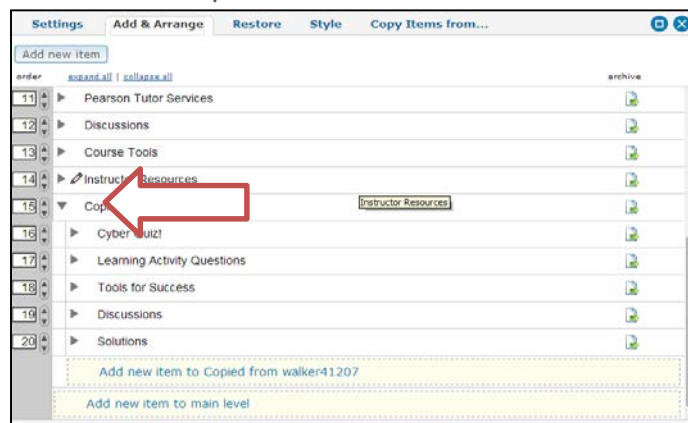 Settings Add & Arrange Restore Style Copy Items from...
Add new item
order expand all | collapse all archive
11 Pearson Tutor Services
12 Discussions
13 Course Tools
14 Instructor Resources
15 Cop
Instructor Resources
16 Cyber Quiz!
17 Learning Activity Questions
18 Tools for Success
19 Discussions
20 Solutions
Add new item to Copied from walker41207
Add new item to main level